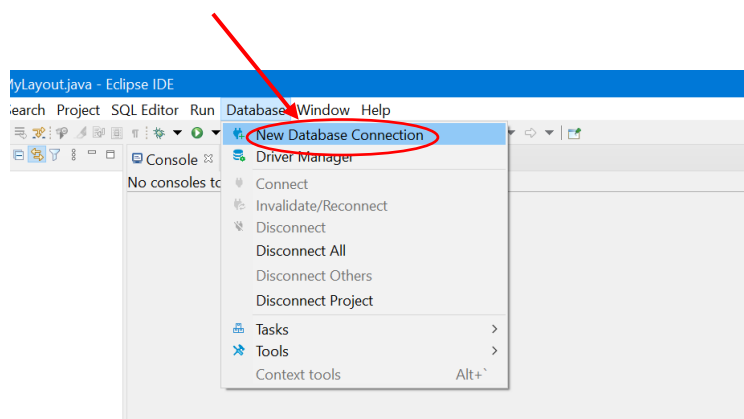 MyLayout.java - Eclipse IDE
Search Project SQL Editor Run Database Window Help
Console
No consoles to
New Database Connection
Driver Manager
Connect
Invalidate/Reconnect
Disconnect
Disconnect All
Disconnect Others
Disconnect Project
Tasks
Tools
Context tools Alt+`